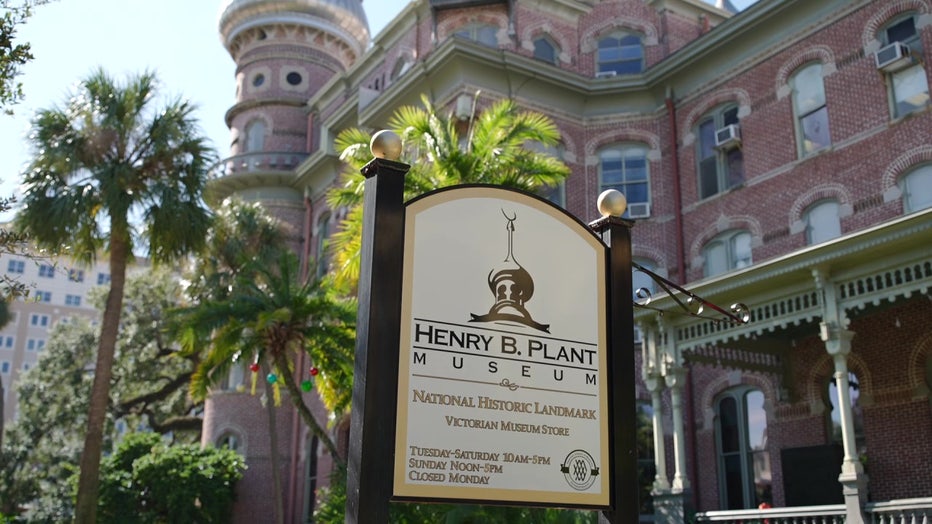 HENRY B. PLANT
MUSEUM
NATIONAL HISTORIC LANDMARK
VICTORIAN MUSEUM STORE
TUESDAY-SATURDAY 10AM-5PM
SUNDAY NOON-5PM
CLOSED MONDAY